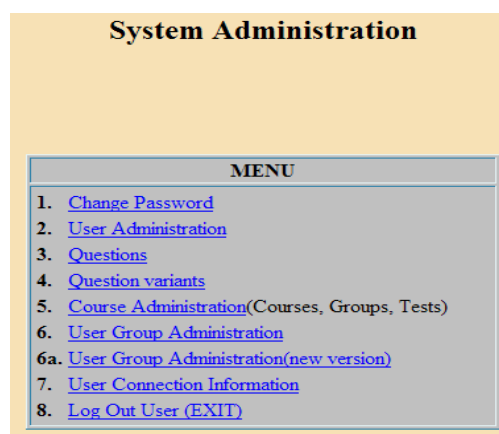 System Administration
MENU
1. Change Password
2. User Administration
3. Questions
4. Question variants
5. Course Administration(Courses, Groups, Tests)
6. User Group Administration
6a. User Group Administration(new version)
7. User Connection Information
8. Log Out User (EXIT)